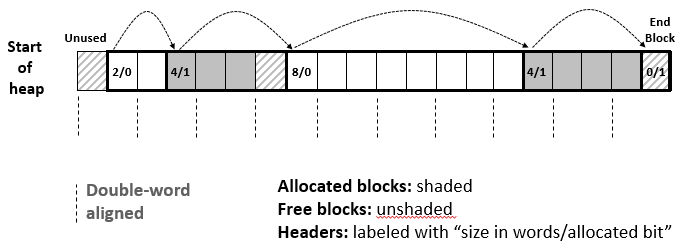 Unused
End
Block
Start
of
heap
2/0 4/1 8/0 4/1 0/1
Double-word
aligned
Allocated blocks: shaded
Free blocks: unshaded
Headers: labeled with “size in words/allocated bit”